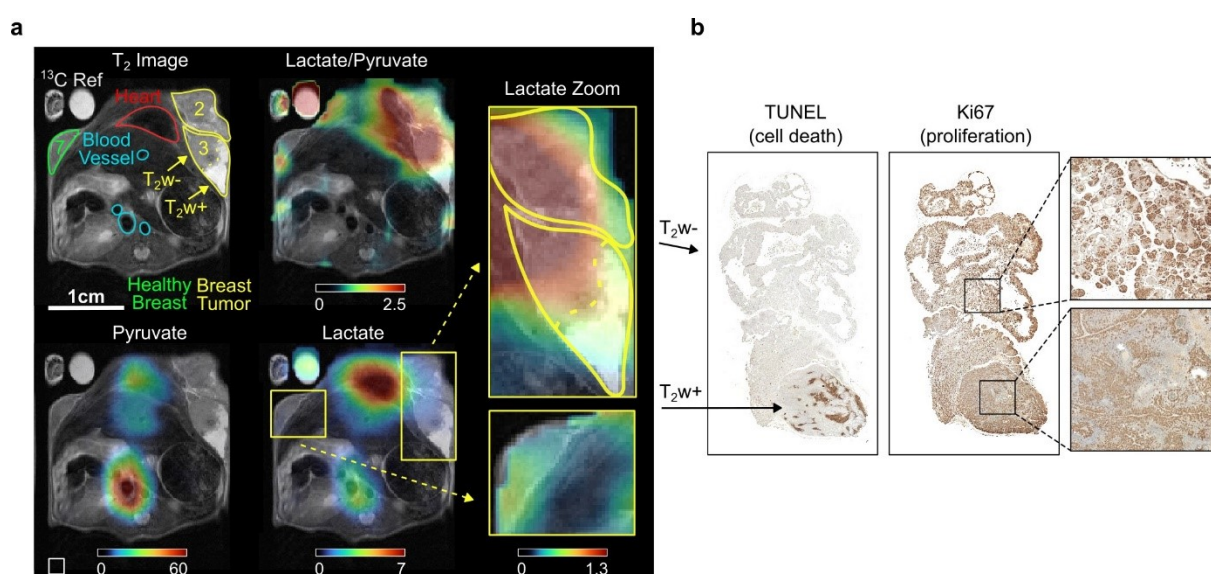 a
T₂ Image
¹³C Ref
Heart
2
1
Blood
Vessel
3
T₂w-
T₂w+
Healthy
Breast
Breast
Tumor
1cm
Lactate/Pyruvate
0 2.5
Lactate Zoom
Pyruvate
0 60
Lactate
0 7
0 1.3
b
TUNEL
(cell death)
Ki67
(proliferation)
T₂w-
T₂w+